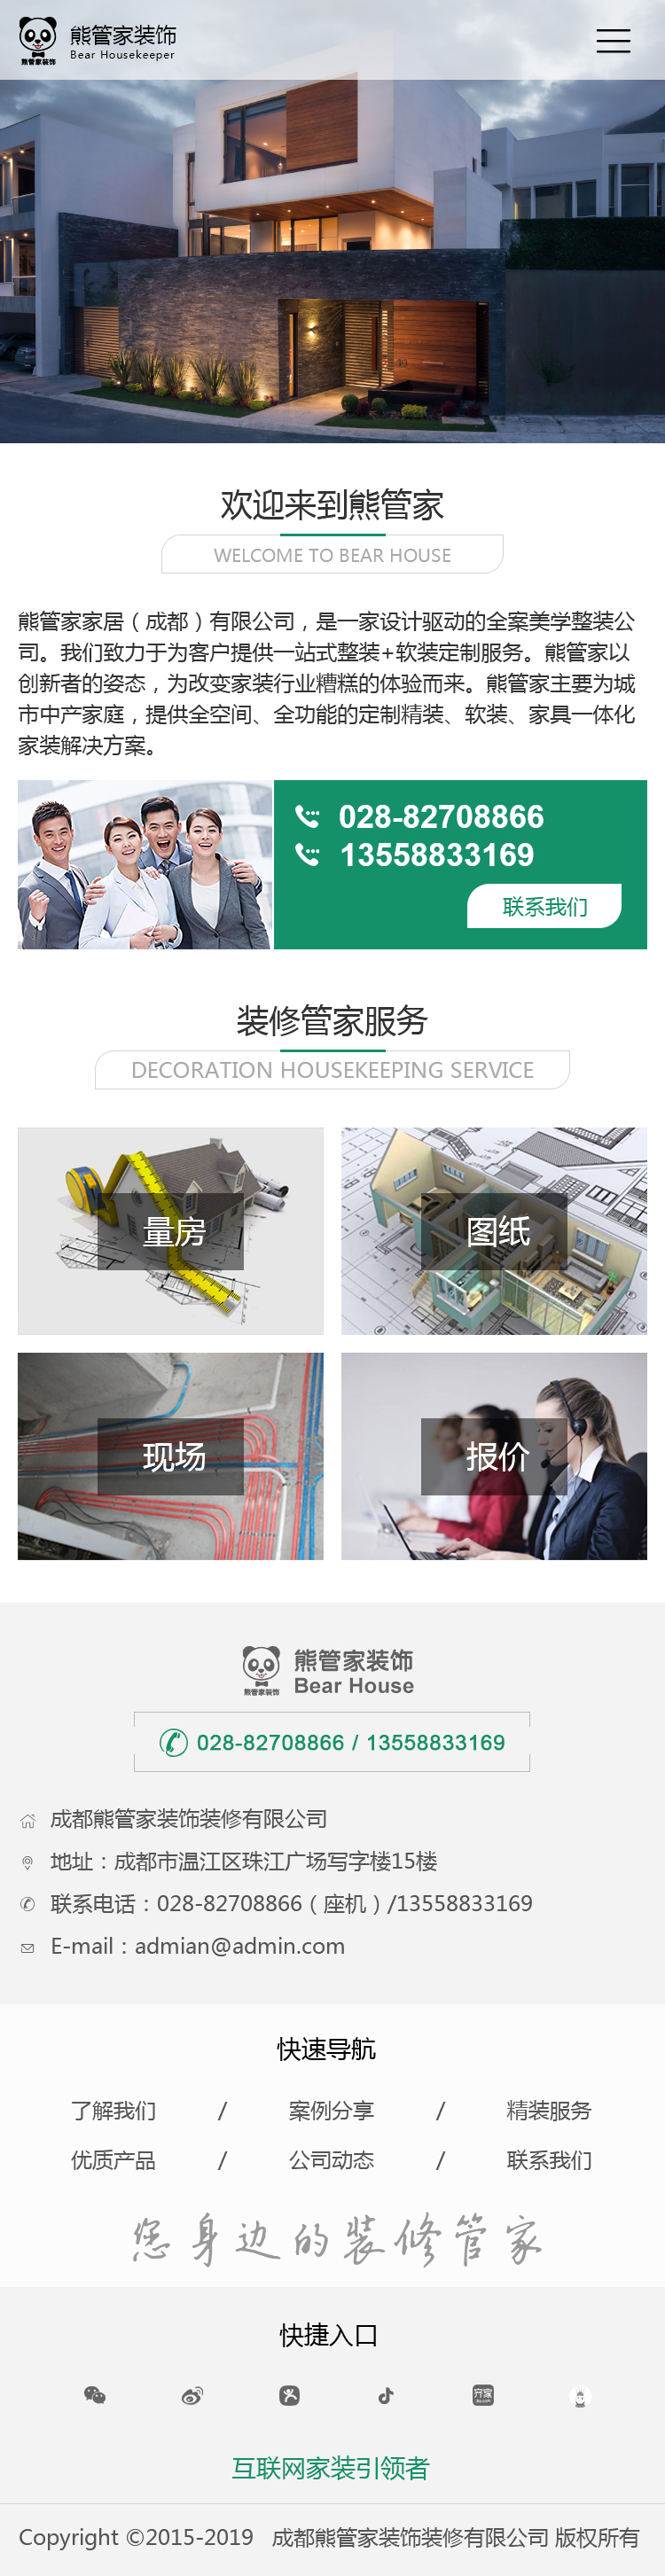 熊管家装饰
Bear Housekeeper
熊管家装饰
欢迎来到熊管家
WELCOME TO BEAR HOUSE
熊管家家居（成都）有限公司，是一家设计驱动的全案美学整装公
司。我们致力于为客户提供一站式整装+软装定制服务。熊管家以
创新者的姿态，为改变家装行业糟糕的体验而来。熊管家主要为城
市中产家庭，提供全空间、全功能的定制精装、软装、家具一体化
家装解决方案。
028-82708866
13558833169
联系我们
装修管家服务
DECORATION HOUSEKEEPING SERVICE
量房
图纸
现场
报价
熊管家装饰
Bear House
熊管家装饰
028-82708866 / 13558833169
成都熊管家装饰装修有限公司
地址：成都市温江区珠江广场写字楼15楼
联系电话：028-82708866（座机）/13558833169
E-mail：admian@admin.com
快速导航
了解我们 / 案例分享 / 精装服务
优质产品 / 公司动态 / 联系我们
您身边的装修管家
快捷入口
互联网家装引领者
Copyright ©2015-2019 成都熊管家装饰装修有限公司 版权所有